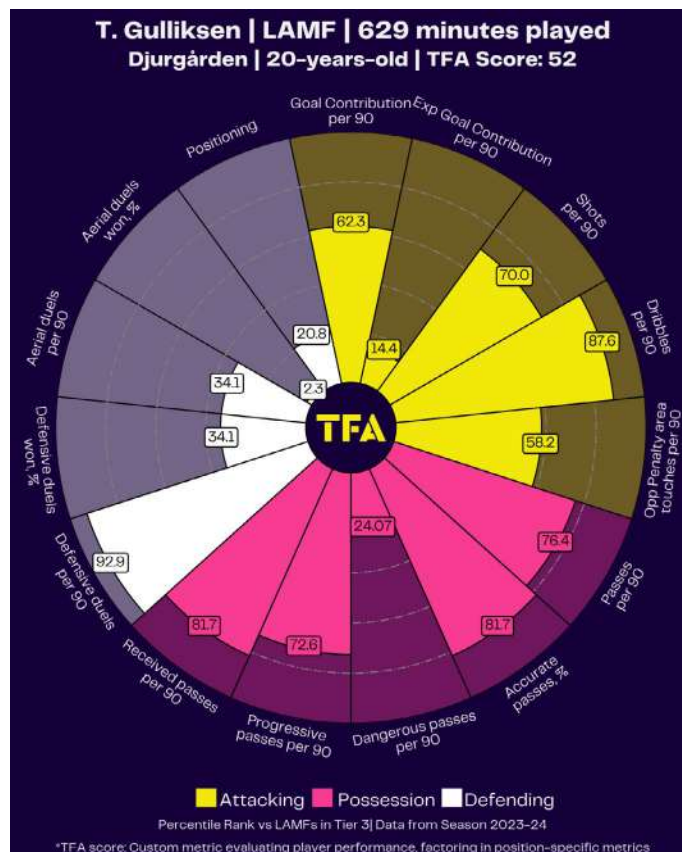 T. Gulliksen | LAMF | 629 minutes played
Djurgården | 20-years-old | TFA Score: 52
Goal Contribution
per 90
Exp Goal Contribution
per 90
Shots
per 90
Dribbles
per 90
Opp Penalty area
touches per 90
Passes
per 90
Accurate
passes, %
Dangerous passes
per 90
Progressive
passes per 90
Received passes
per 90
Defensive duels
per 90
Defensive duels
won, %
Aerial duels
per 90
Aerial duels
won, %
Positioning
62.3
14.4
70.0
87.6
58.2
76.4
81.7
24.07
72.6
81.7
92.9
34.1
34.1
2.3
20.8
TFA
Attacking Possession Defending
Percentile Rank vs LAMFs in Tier 3| Data from Season 2023-24
*TFA score: Custom metric evaluating player performance, factoring in position-specific metrics